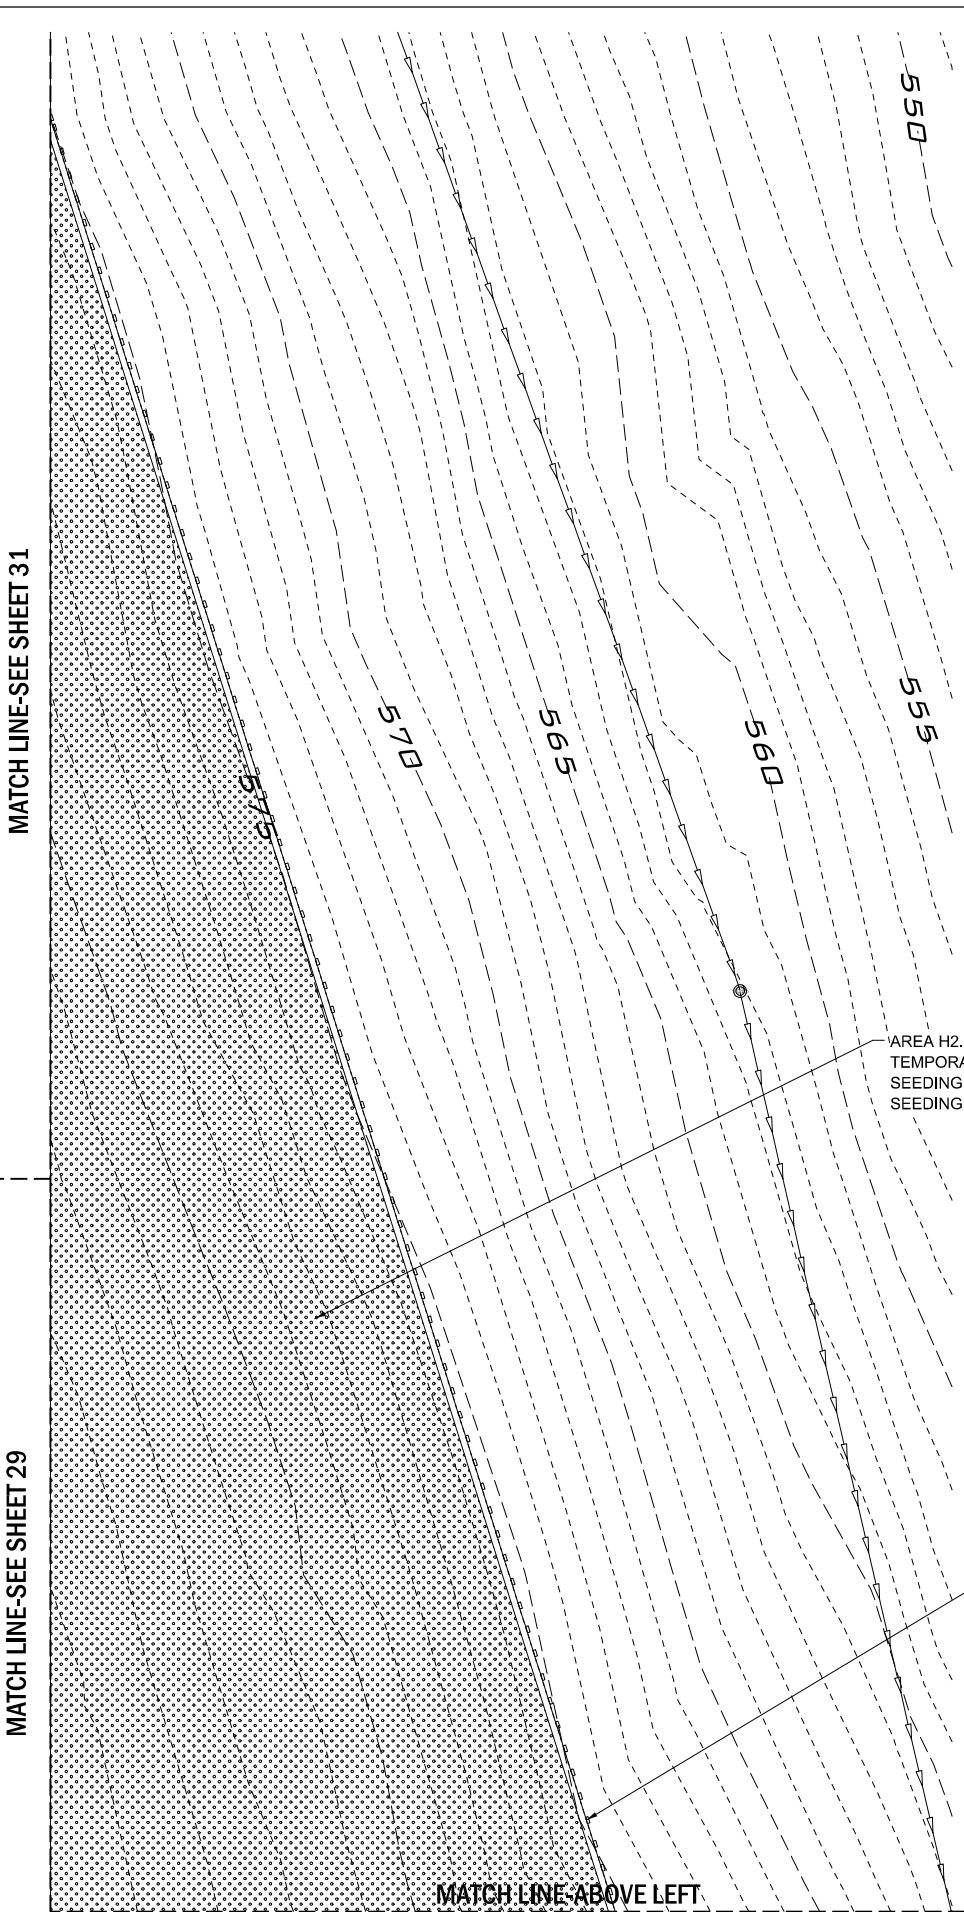 550
MATCH LINE-SEE SHEET 31
555
570
565
560
575
AREA H2.
TEMPORA
SEEDING
SEEDING
MATCH LINE-SEE SHEET 29
MATCH LINE-ABOVE LEFT